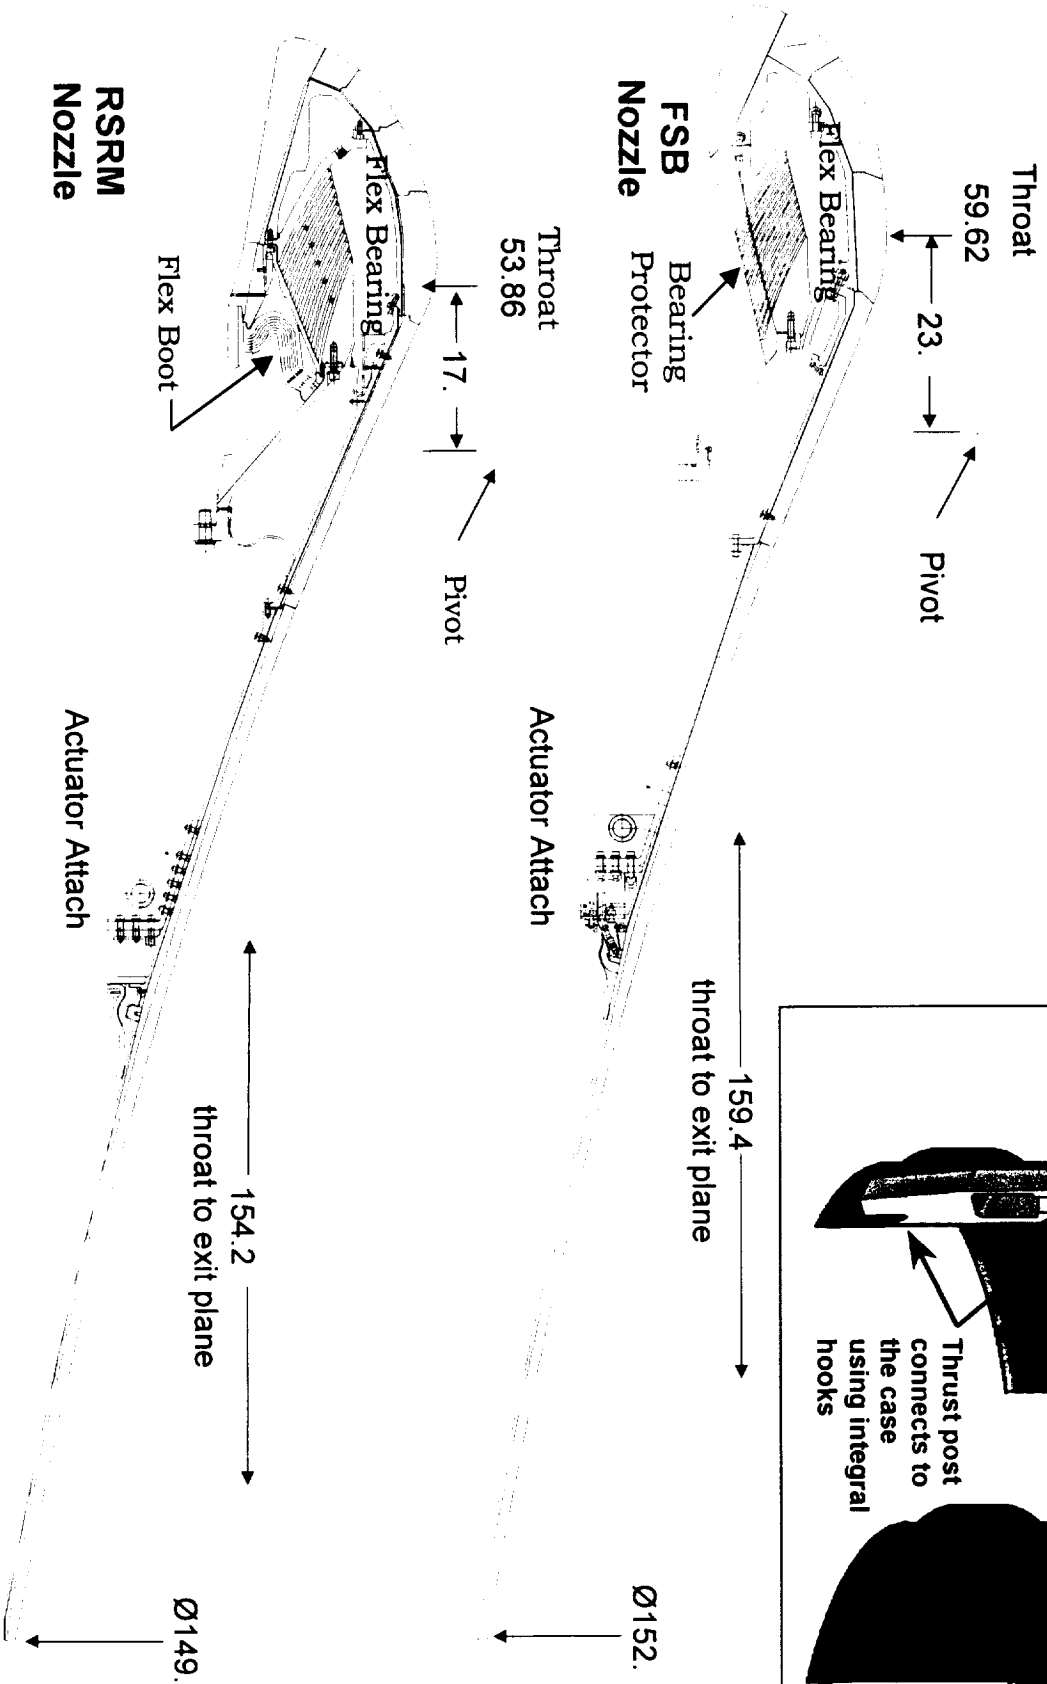 Throat
59.62
23.
Pivot
FSB
Nozzle
Flex Bearing
Bearing
Protector
Actuator Attach
159.4
throat to exit plane
Ø152.
Thrust post
connects to
the case
using integral
hooks
Throat
53.86
17.
Pivot
RSRM
Nozzle
Flex Bearing
Flex Boot
Actuator Attach
154.2
throat to exit plane
Ø149.